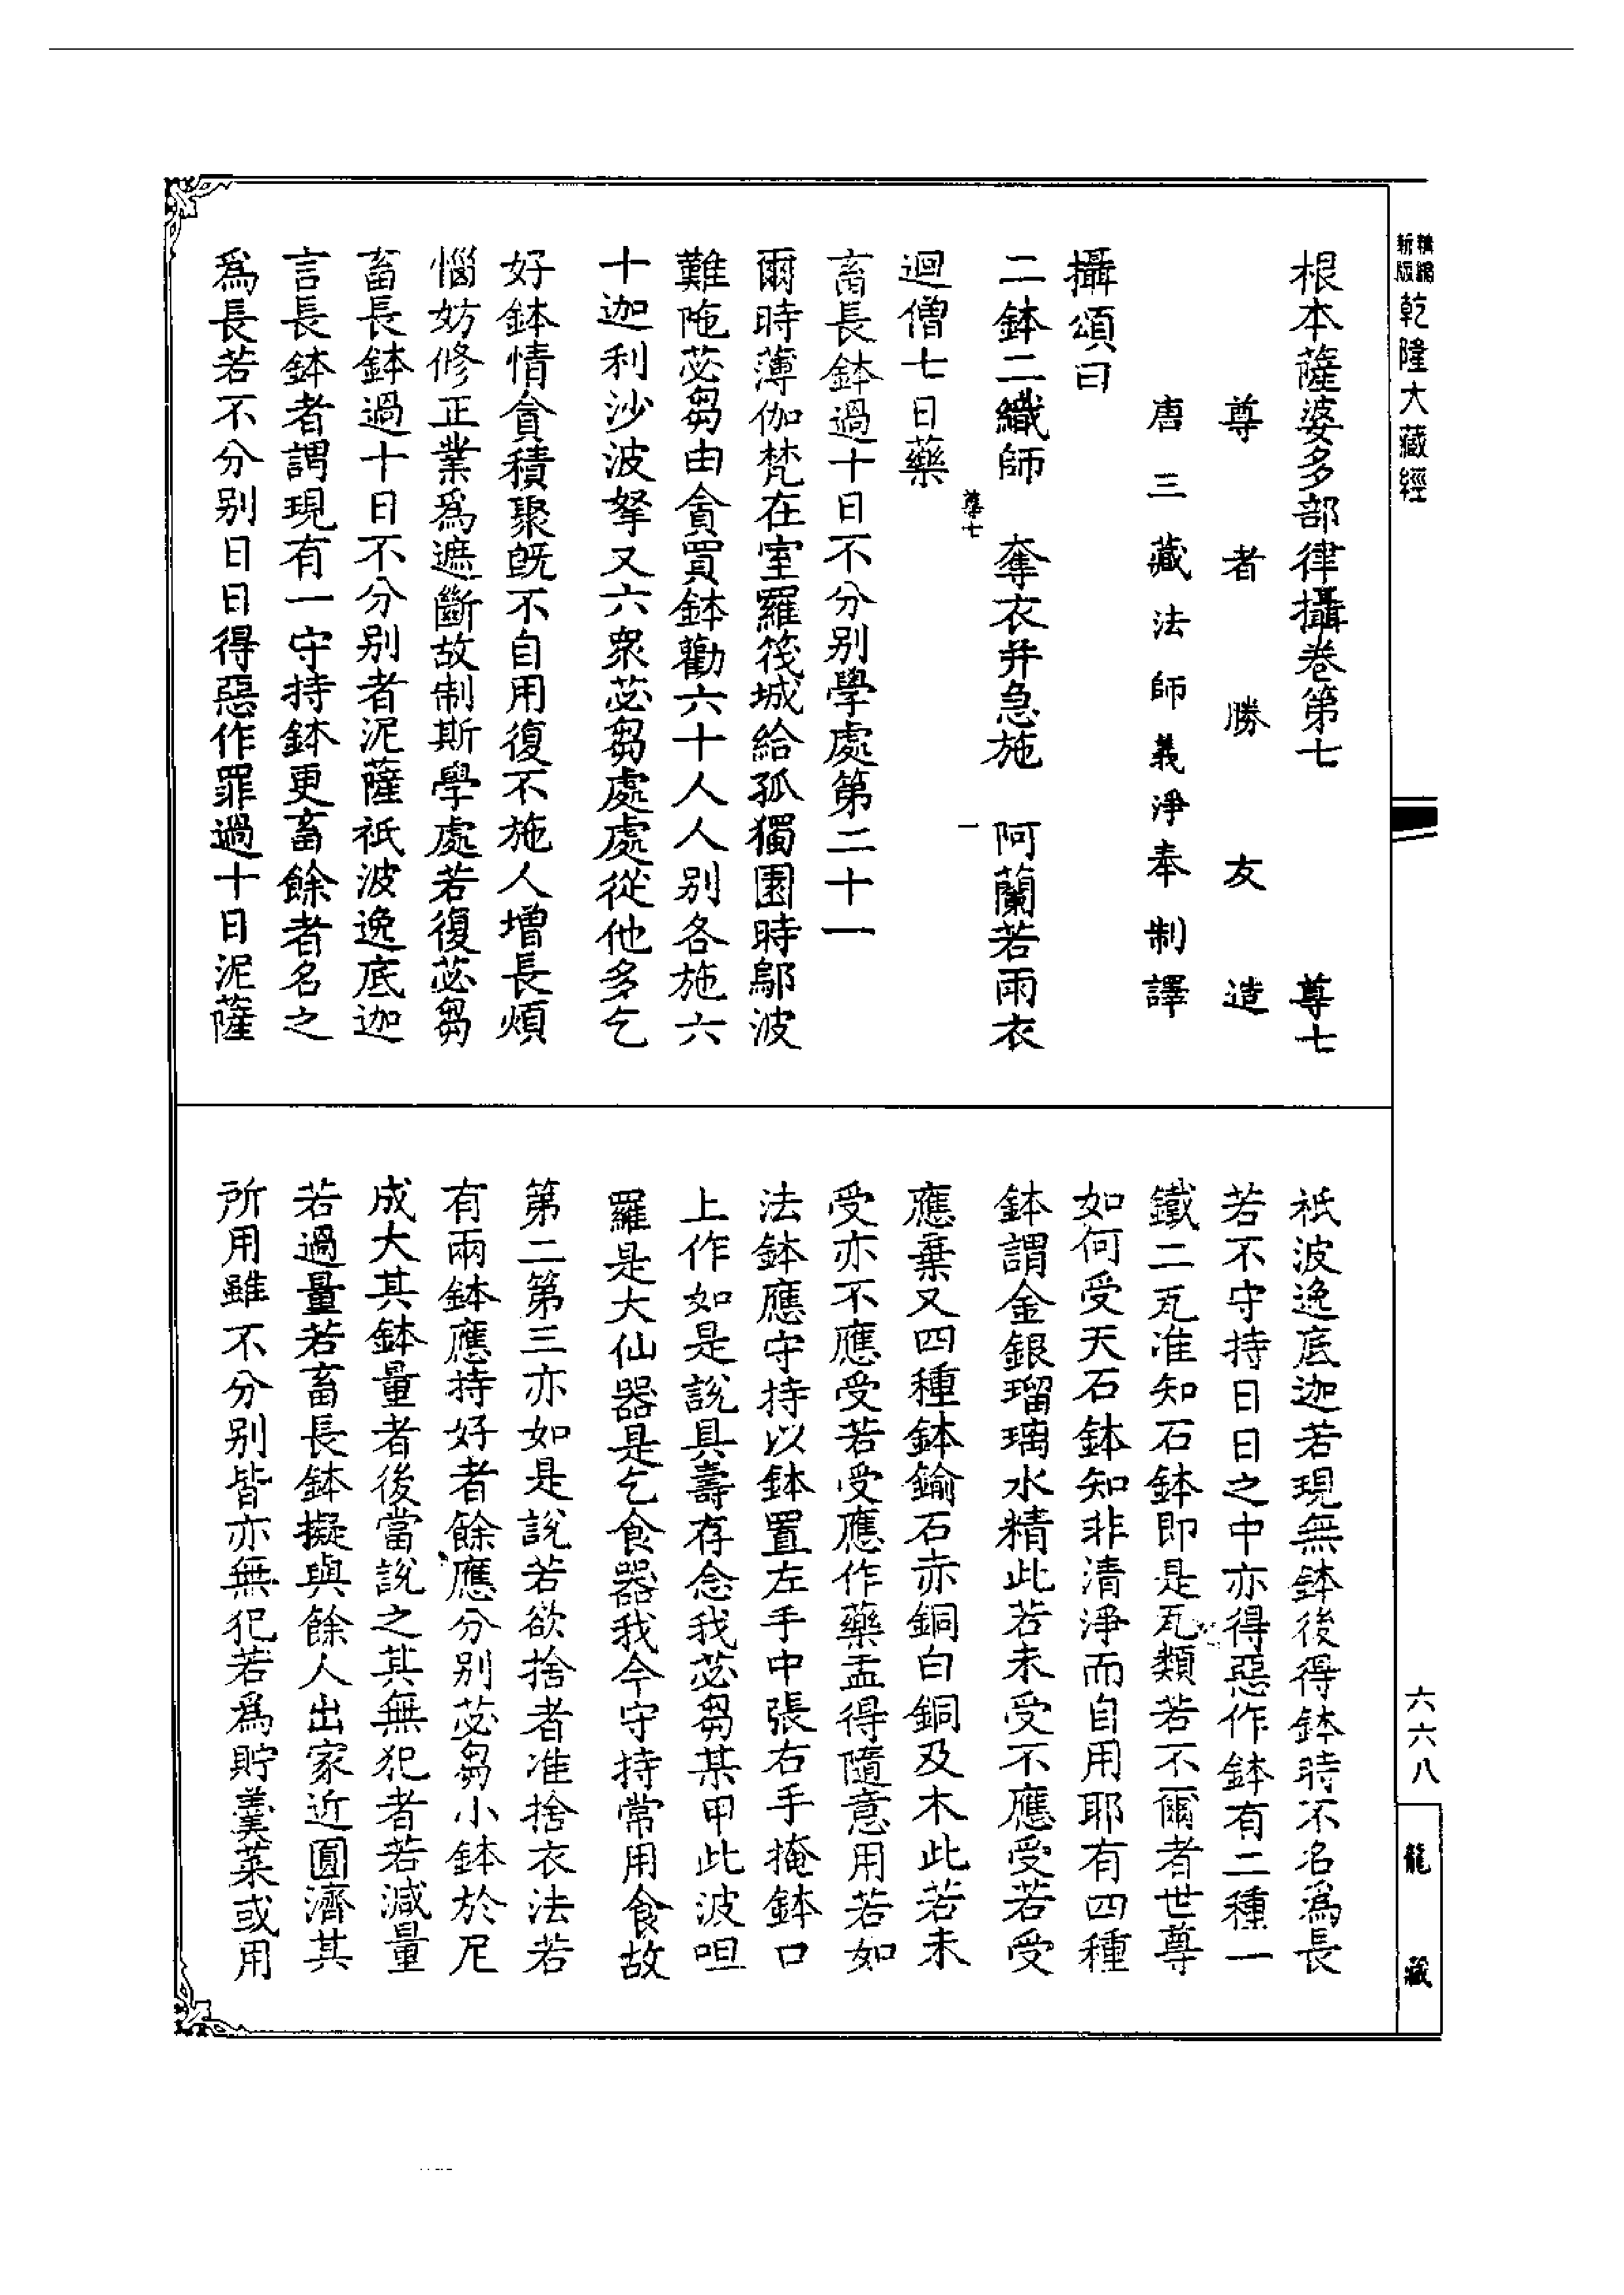 新編縮版
乾隆大藏經
根本薩婆多部律攝卷第七　尊七
尊者勝友造
唐三藏法師義淨奉制譯
攝頌曰
二鉢二織師　奪衣并急施　阿蘭若雨衣
尊七　一
迴僧七日藥
畜長鉢過十日不分别學處第二十一
爾時薄伽梵在室羅筏城給孤獨園時鄔波
難陁苾芻由貪買鉢勸六十人人别各施六
十迦利沙波拏又六衆苾芻處處從他多乞
好鉢情貪積聚既不自用復不施人增長煩
惱妨修正業爲遮斷故制斯學處若復苾芻
畜長鉢過十日不分别者泥薩祇波逸底迦
言長鉢者謂現有一守持鉢更畜餘者名之
爲長若不分别日日得惡作罪過十日泥薩
祇波逸底迦若現無鉢後得鉢時不名爲長
若不守持日日之中亦得惡作鉢有二種一
鐵二瓦准知石鉢即是瓦類若不爾者世尊
如何受天石鉢知非清淨而自用耶有四種
鉢謂金銀瑠璃水精此若未受不應受若受
應棄又四種鉢鍮石赤銅白銅及木此若未
受亦不應受若受應作藥盂得隨意用若如
法鉢應守持以鉢置左手中張右手掩鉢口
上作如是說具壽存念我苾芻某甲此波呾
羅是大仙器是乞食器我今守持常用食故
第二第三亦如是說若欲捨者准捨衣法若
有兩鉢應持好者餘應分别苾芻小鉢於尼
成大其鉢量者後當說之其無犯者若減量
若過量若畜長鉢擬與餘人出家近圓濟其
所用雖不分别皆亦無犯若爲貯羹菜或用
六六八
龍藏